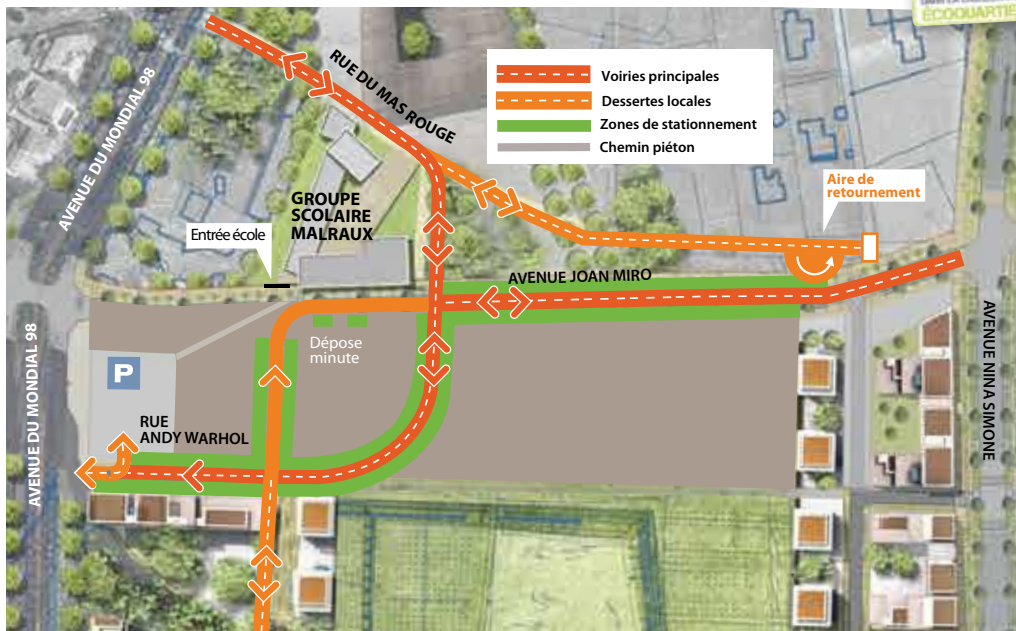 ÉCOQUARTIER
AVENUE DU MONDIAL 98
RUE DU MAS ROUGE
Voiries principales
Dessertes locales
Zones de stationnement
Chemin piéton
Aire de
retournement
GROUPE
SCOLAIRE
MALRAUX
Entrée école
AVENUE JOAN MIRO
Dépose
minute
P
RUE
ANDY WARHOL
AVENUE DU MONDIAL 98
AVENUE NINA SIMONE